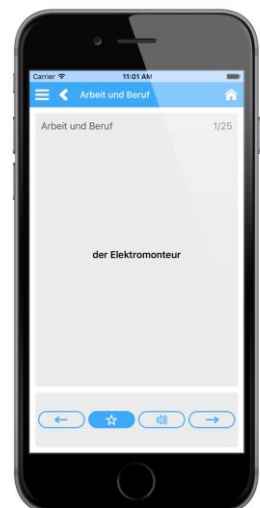 Carrier 11:01 AM
Arbeit und Beruf
Arbeit und Beruf 1/25
der Elektromonteur